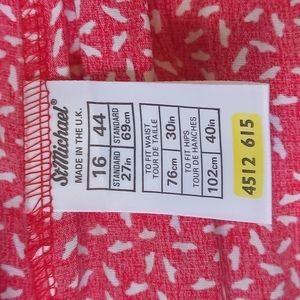 St Michael®
MADE IN THE U.K.
16 44
STANDARD STANDARD
27in 69cm
TO FIT WAIST
TOUR DE TAILLE
76cm 30in
TO FIT HIPS
TOUR DE HANCHES
102cm 40in
4512 615